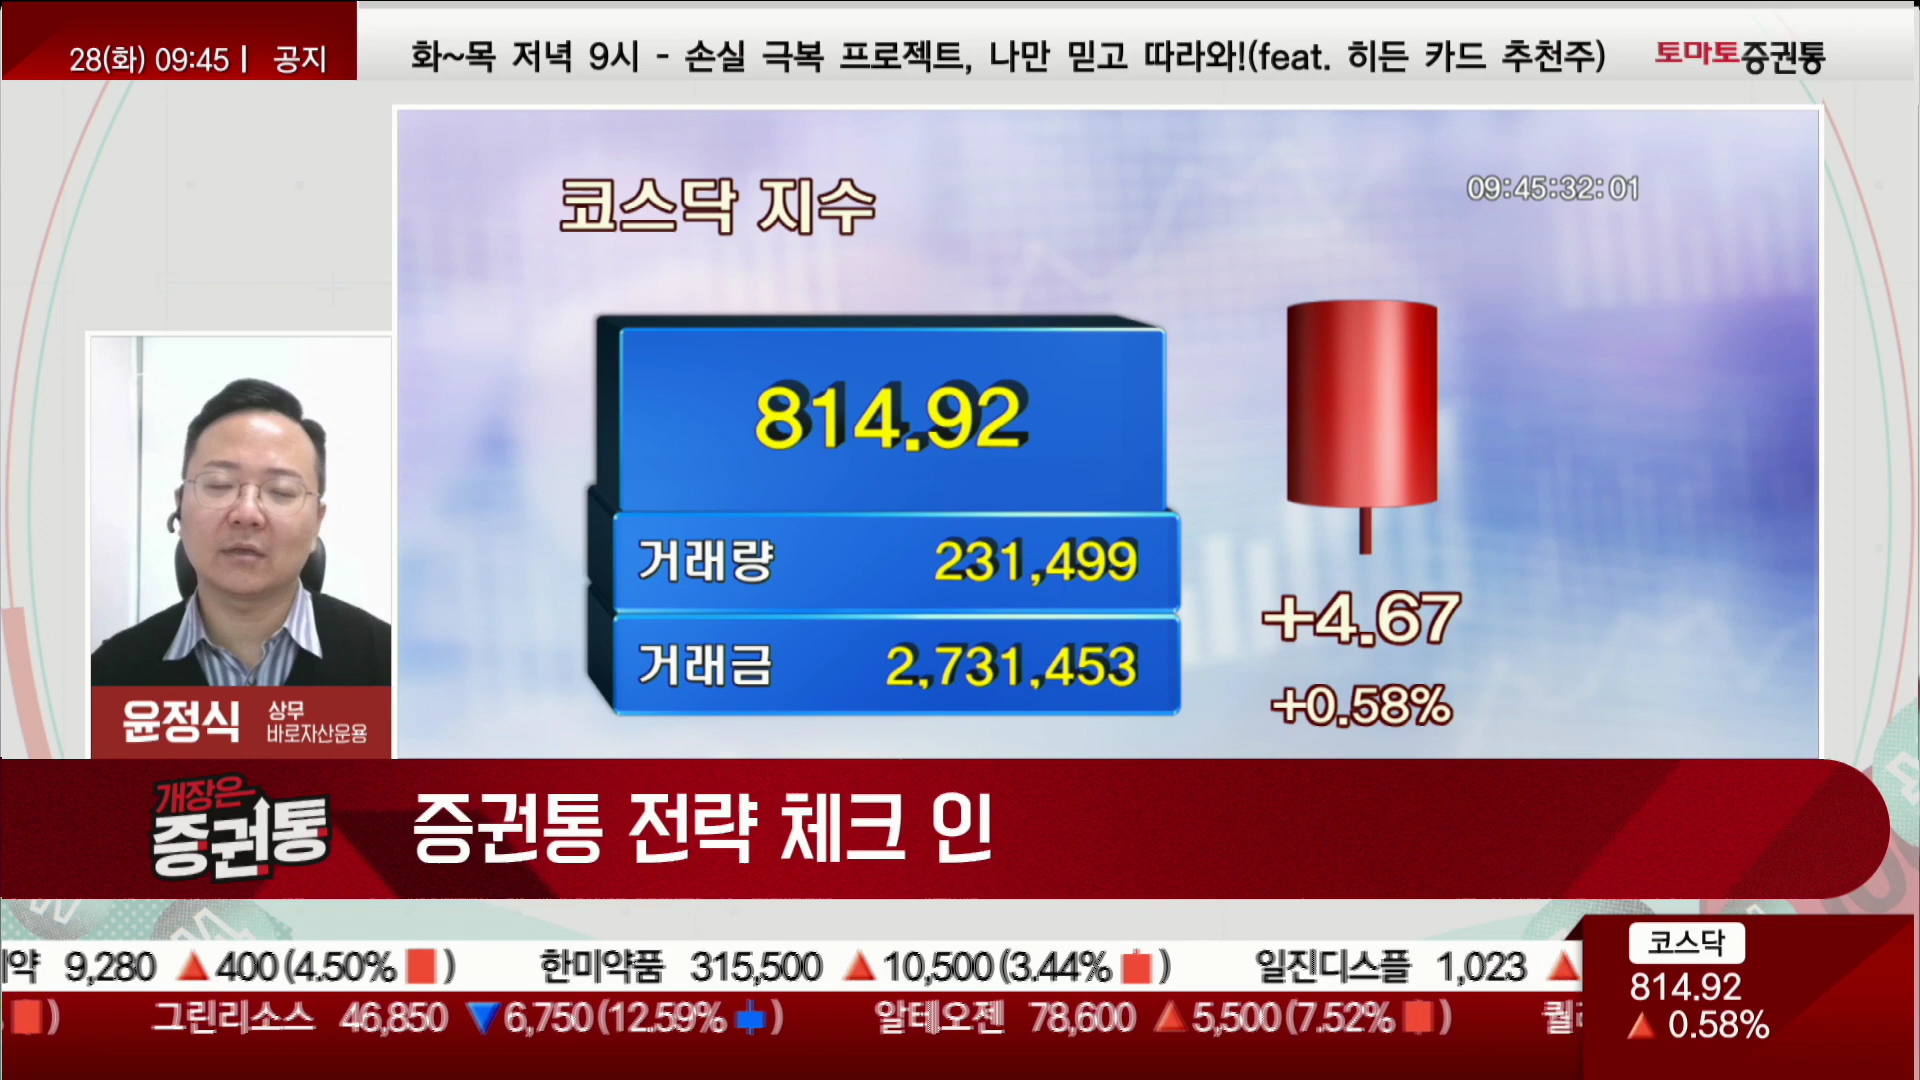 28(화) 09:45 | 공지
화~목 저녁 9시 - 손실 극복 프로젝트, 나만 믿고 따라와!(feat. 히든 카드 추천주)
토마토증권통
코스닥 지수
09:45:32:01
814.92
거래량 231,499
거래금 2,731,453
+4.67
+0.58%
윤정식 상무
바로자산운용
개장은
증권통
증권통 전략 체크 인
약 9,280 ▲400(4.50% ) 한미약품 315,500 ▲10,500(3.44% ) 일진디스플 1,023 ▲
) 그린리소스 46,850 ▼6,750(12.59% ) 알테오젠 78,600 ▲5,500(7.52% )
코스닥
814.92
▲ 0.58%